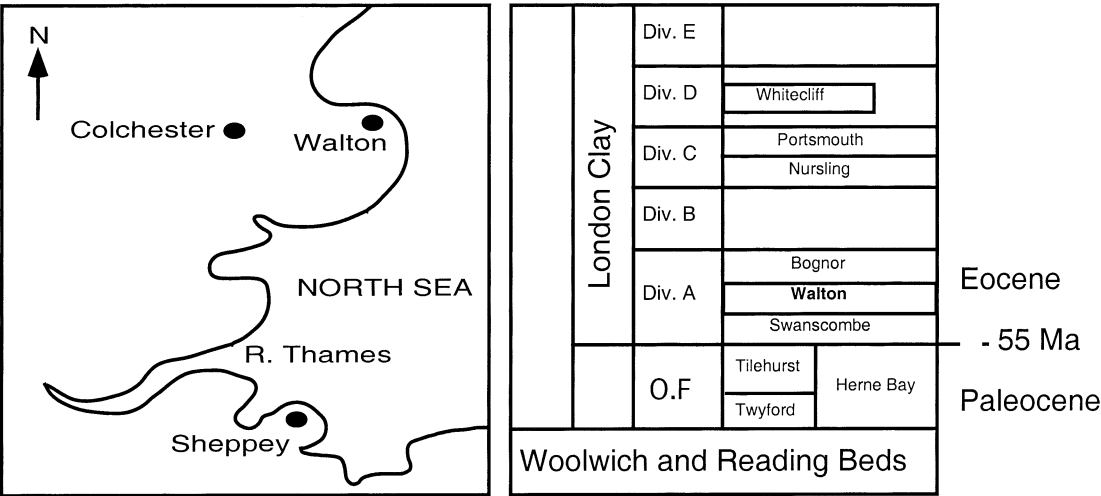 N
Colchester
Walton
NORTH SEA
R. Thames
Sheppey
London Clay
Div. E
Div. D
Whitecliff
Div. C
Portsmouth
Nursling
Div. B
Div. A
Bognor
Walton
Swanscombe
Eocene
- 55 Ma
Paleocene
O.F
Tilehurst
Twyford
Herne Bay
Woolwich and Reading Beds